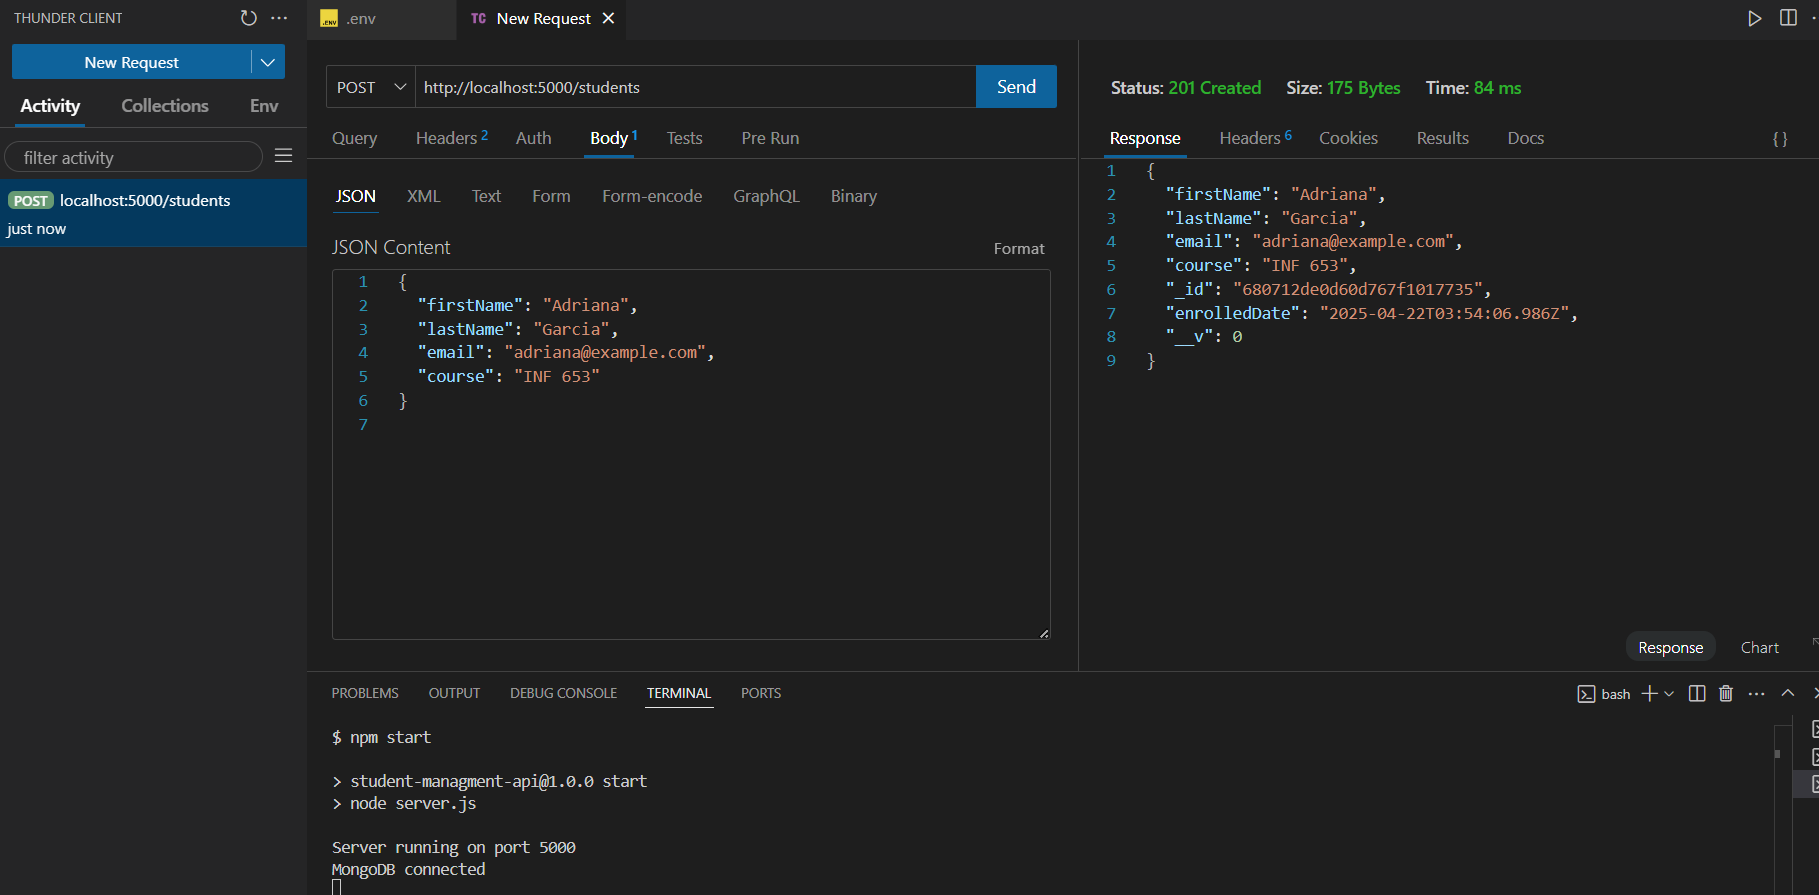 THUNDER CLIENT
New Request
Activity Collections Env
filter activity
POST localhost:5000/students
just now
.ENV .env
TC New Request
POST http://localhost:5000/students Send
Query Headers 2 Auth Body 1 Tests Pre Run
JSON XML Text Form Form-encode GraphQL Binary
JSON Content Format
1 {
2 "firstName": "Adriana",
3 "lastName": "Garcia",
4 "email": "adriana@example.com",
5 "course": "INF 653"
6 }
7
Status: 201 Created Size: 175 Bytes Time: 84 ms
Response Headers 6 Cookies Results Docs {}
1 {
2 "firstName": "Adriana",
3 "lastName": "Garcia",
4 "email": "adriana@example.com",
5 "course": "INF 653",
6 "_id": "680712de0d60d767f1017735",
7 "enrolledDate": "2025-04-22T03:54:06.986Z",
8 "__v": 0
9 }
Response Chart
PROBLEMS OUTPUT DEBUG CONSOLE TERMINAL PORTS
bash
$ npm start
> student-managment-api@1.0.0 start
> node server.js
Server running on port 5000
MongoDB connected